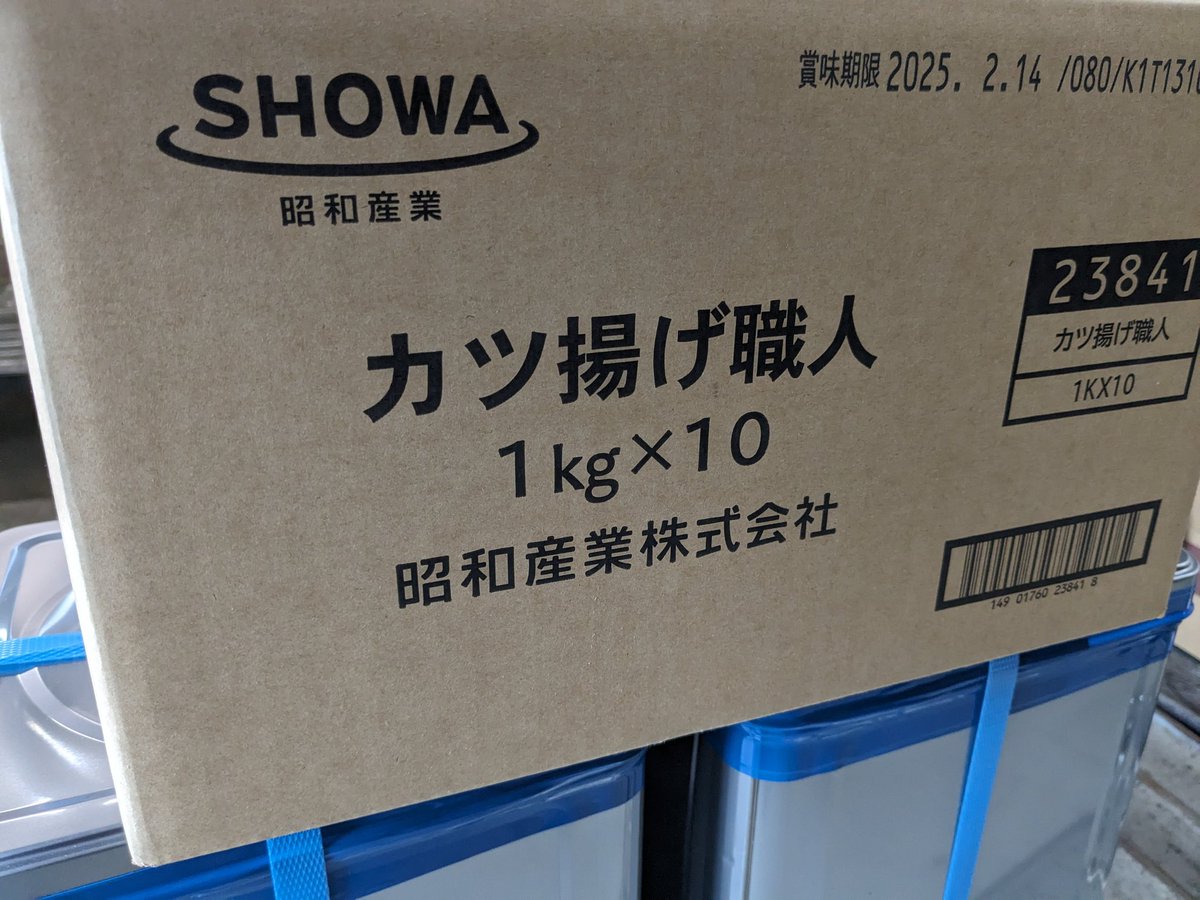 SHOWA
昭和産業
賞味期限 2025. 2.14 /080/K1T131
カツ揚げ職人
1kg×10
昭和産業株式会社
23841
カツ揚げ職人
1KX10
149 01760 23841 8